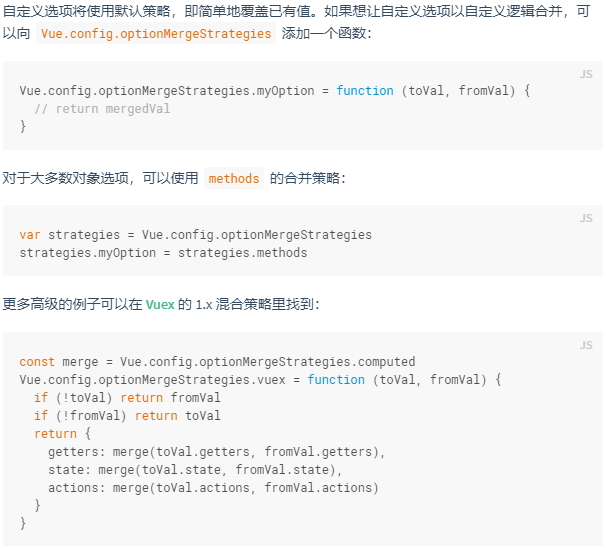 自定义选项将使用默认策略，即简单地覆盖已有值。如果想让自定义选项以自定义逻辑合并，可
以向 Vue.config.optionMergeStrategies 添加一个函数：
JS
Vue.config.optionMergeStrategies.myOption = function (toVal, fromVal) {
  // return mergedVal
}
对于大多数对象选项，可以使用 methods 的合并策略：
JS
var strategies = Vue.config.optionMergeStrategies
strategies.myOption = strategies.methods
更多高级的例子可以在 Vuex 的 1.x 混合策略里找到：
JS
const merge = Vue.config.optionMergeStrategies.computed
Vue.config.optionMergeStrategies.vuex = function (toVal, fromVal) {
  if (!toVal) return fromVal
  if (!fromVal) return toVal
  return {
    getters: merge(toVal.getters, fromVal.getters),
    state: merge(toVal.state, fromVal.state),
    actions: merge(toVal.actions, fromVal.actions)
  }
}